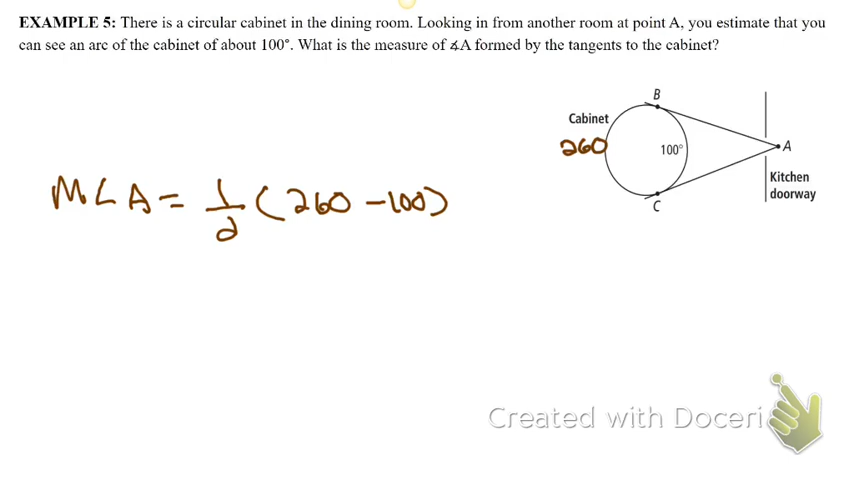 EXAMPLE 5: There is a circular cabinet in the dining room. Looking in from another room at point A, you estimate that you
can see an arc of the cabinet of about 100°. What is the measure of ∡A formed by the tangents to the cabinet?
B
Cabinet
260
100°
A
Kitchen
doorway
C
M∠A = 1/2 (260 - 100)
Created with Doceri